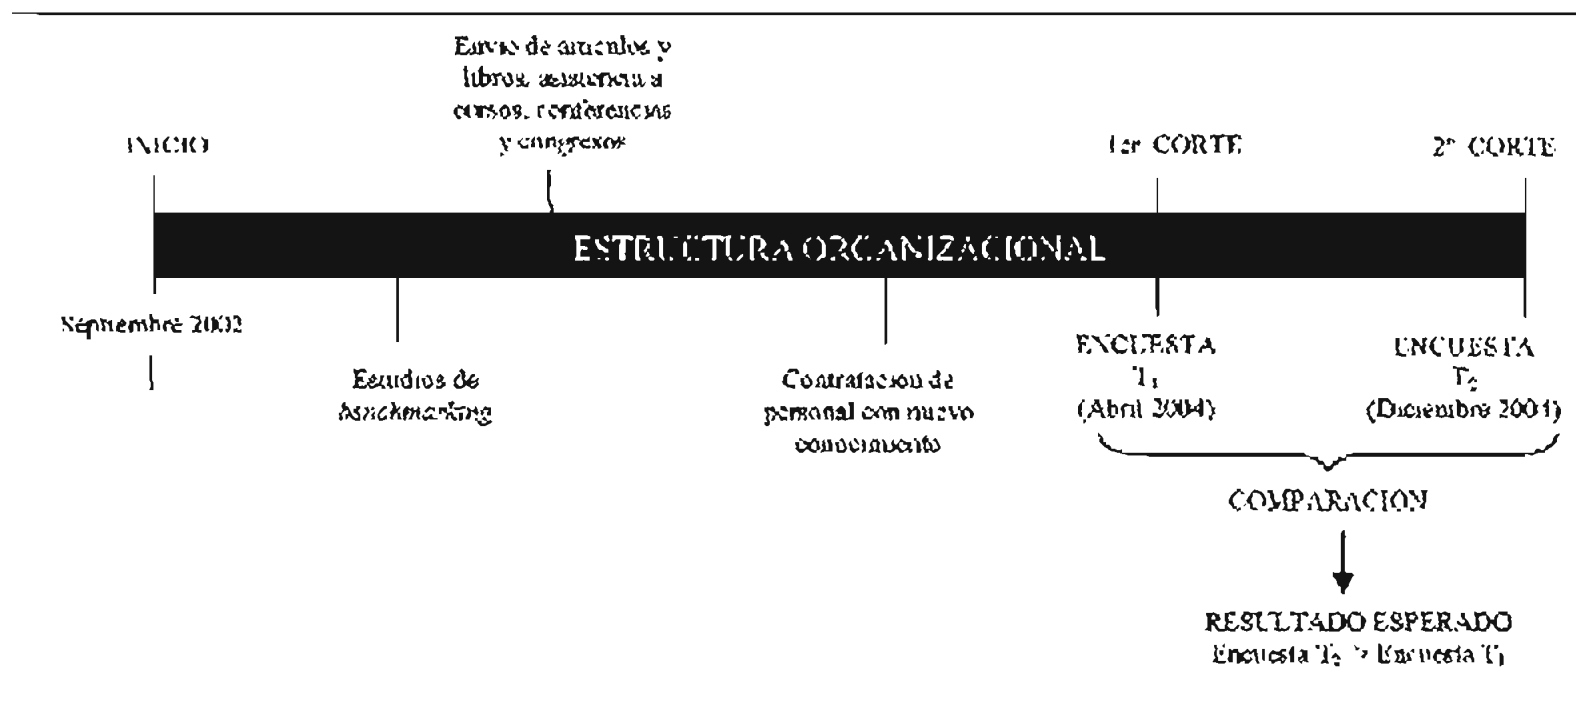 Envío de artículos y
libros, asistencia a
cursos, conferencias
y congresos
INICIO
1er. CORTE
2º CORTE
ESTRUCTURA ORGANIZACIONAL
Septiembre 2002
Estudios de
benchmarking
Contratación de
personal con nuevo
conocimiento
ENCUESTA
T₁
(Abril 2004)
ENCUESTA
T₂
(Diciembre 2004)
COMPARACIÓN
RESULTADO ESPERADO
Encuesta T₂ > Encuesta T₁